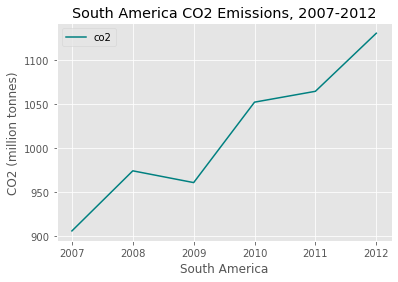 South America CO2 Emissions, 2007-2012
co2
CO2 (million tonnes)
1100
1050
1000
950
900
2007 2008 2009 2010 2011 2012
South America